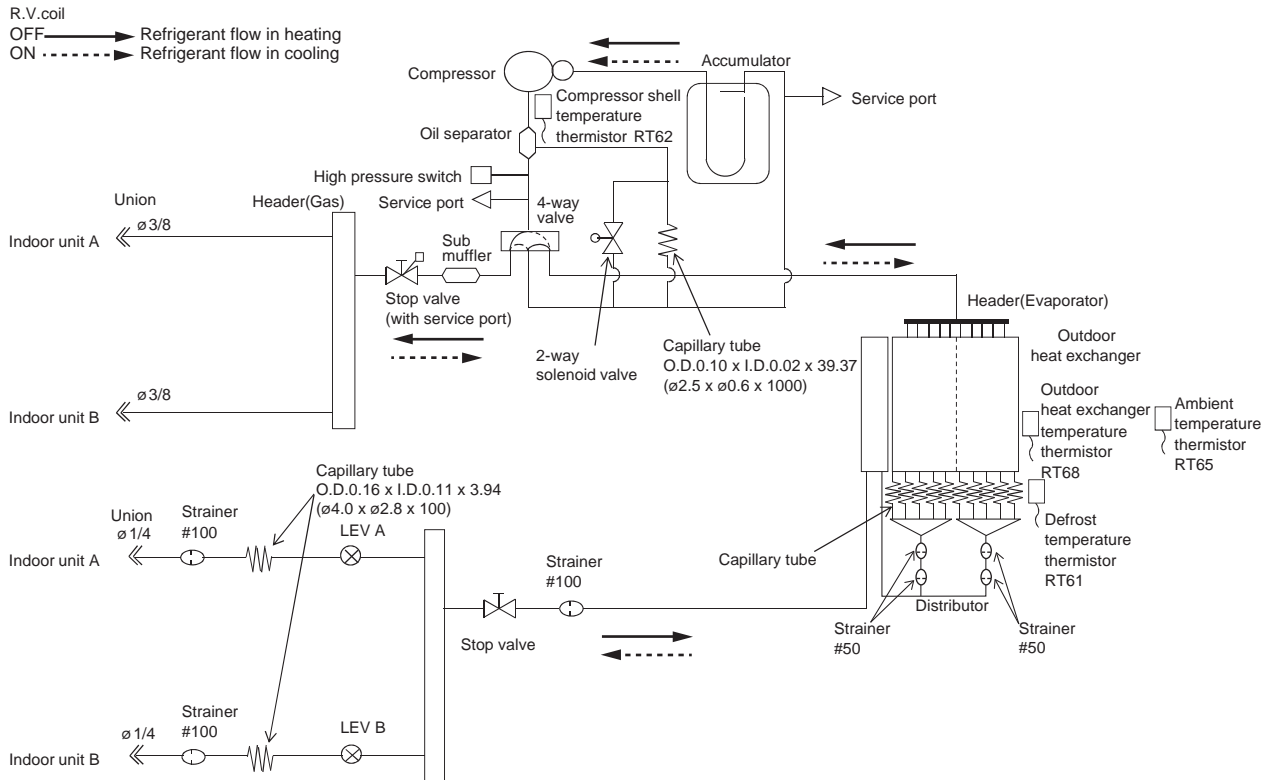 R.V.coil
OFF Refrigerant flow in heating
ON Refrigerant flow in cooling
Compressor
Accumulator
Service port
Compressor shell
temperature
thermistor RT62
Oil separator
High pressure switch
Service port
4-way
valve
Union
ø3/8
Header(Gas)
Indoor unit A
Sub
muffler
Stop valve
(with service port)
2-way
solenoid valve
Capillary tube
O.D.0.10 x I.D.0.02 x 39.37
(ø2.5 x ø0.6 x 1000)
Header(Evaporator)
Outdoor
heat exchanger
Outdoor
heat exchanger
temperature
thermistor
RT68
Ambient
temperature
thermistor
RT65
ø3/8
Indoor unit B
Capillary tube
O.D.0.16 x I.D.0.11 x 3.94
(ø4.0 x ø2.8 x 100)
Union
ø1/4
Strainer
#100
LEV A
Indoor unit A
Strainer
#100
Stop valve
Capillary tube
Defrost
temperature
thermistor
RT61
Distributor
Strainer
#50
Strainer
#50
ø1/4
Strainer
#100
LEV B
Indoor unit B